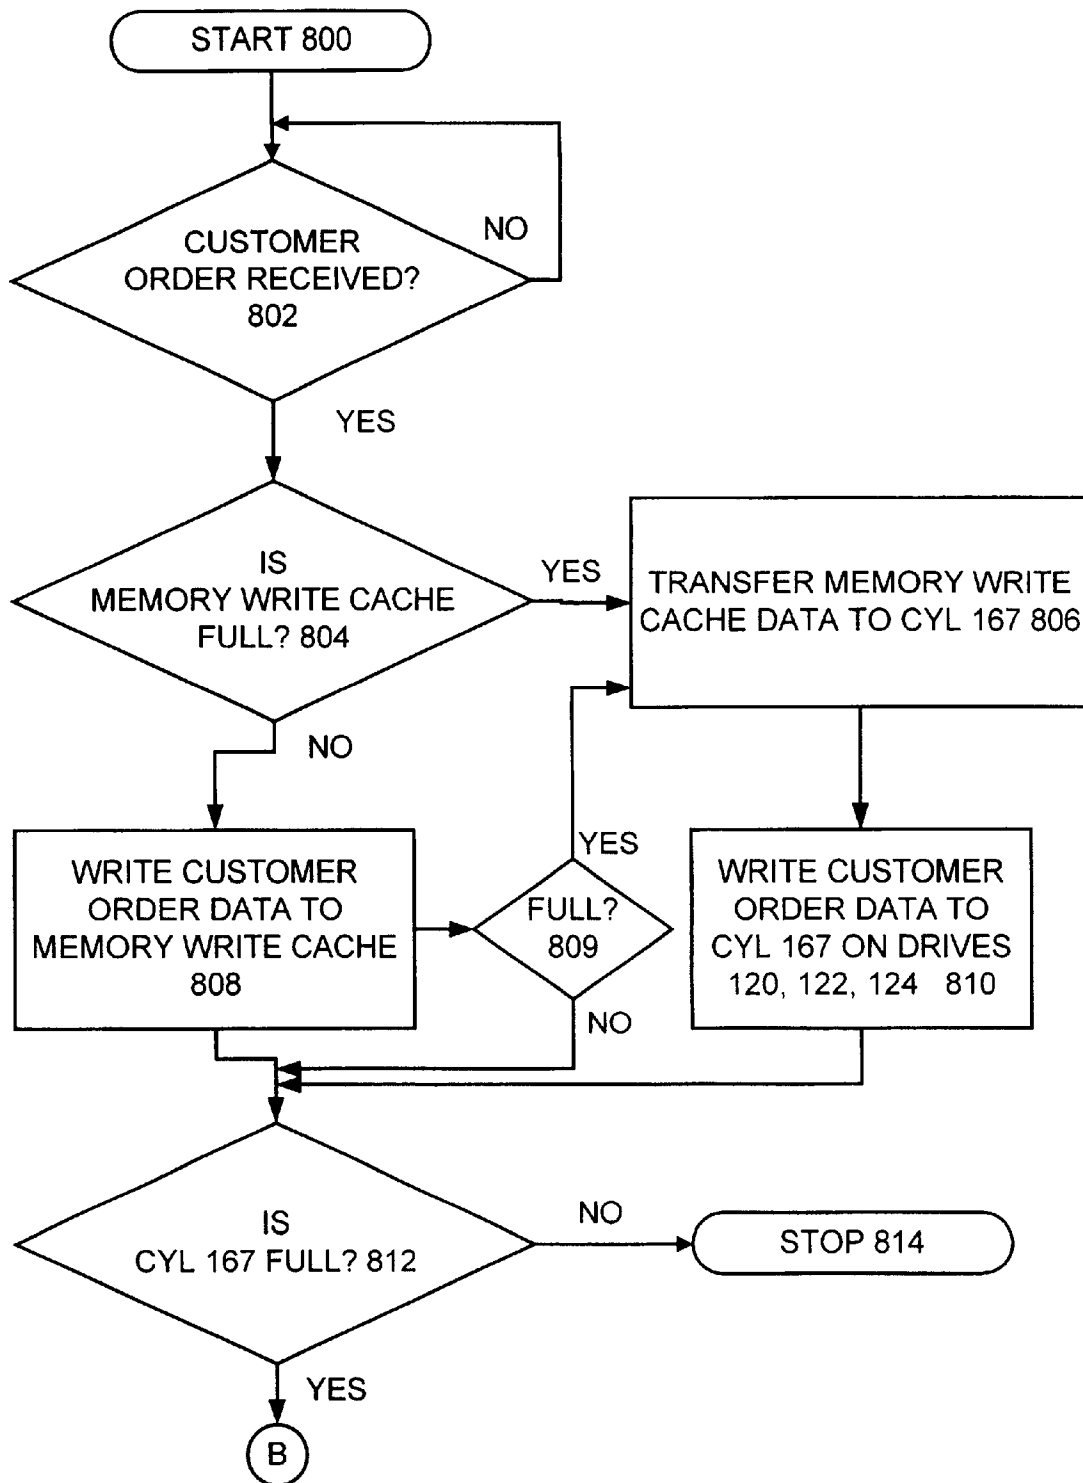 START 800
NO
CUSTOMER
ORDER RECEIVED?
802
YES
IS
MEMORY WRITE CACHE
FULL? 804
YES
TRANSFER MEMORY WRITE
CACHE DATA TO CYL 167 806
NO
WRITE CUSTOMER
ORDER DATA TO
MEMORY WRITE CACHE
808
YES
FULL?
809
NO
WRITE CUSTOMER
ORDER DATA TO
CYL 167 ON DRIVES
120, 122, 124 810
IS
CYL 167 FULL? 812
NO
STOP 814
YES
B